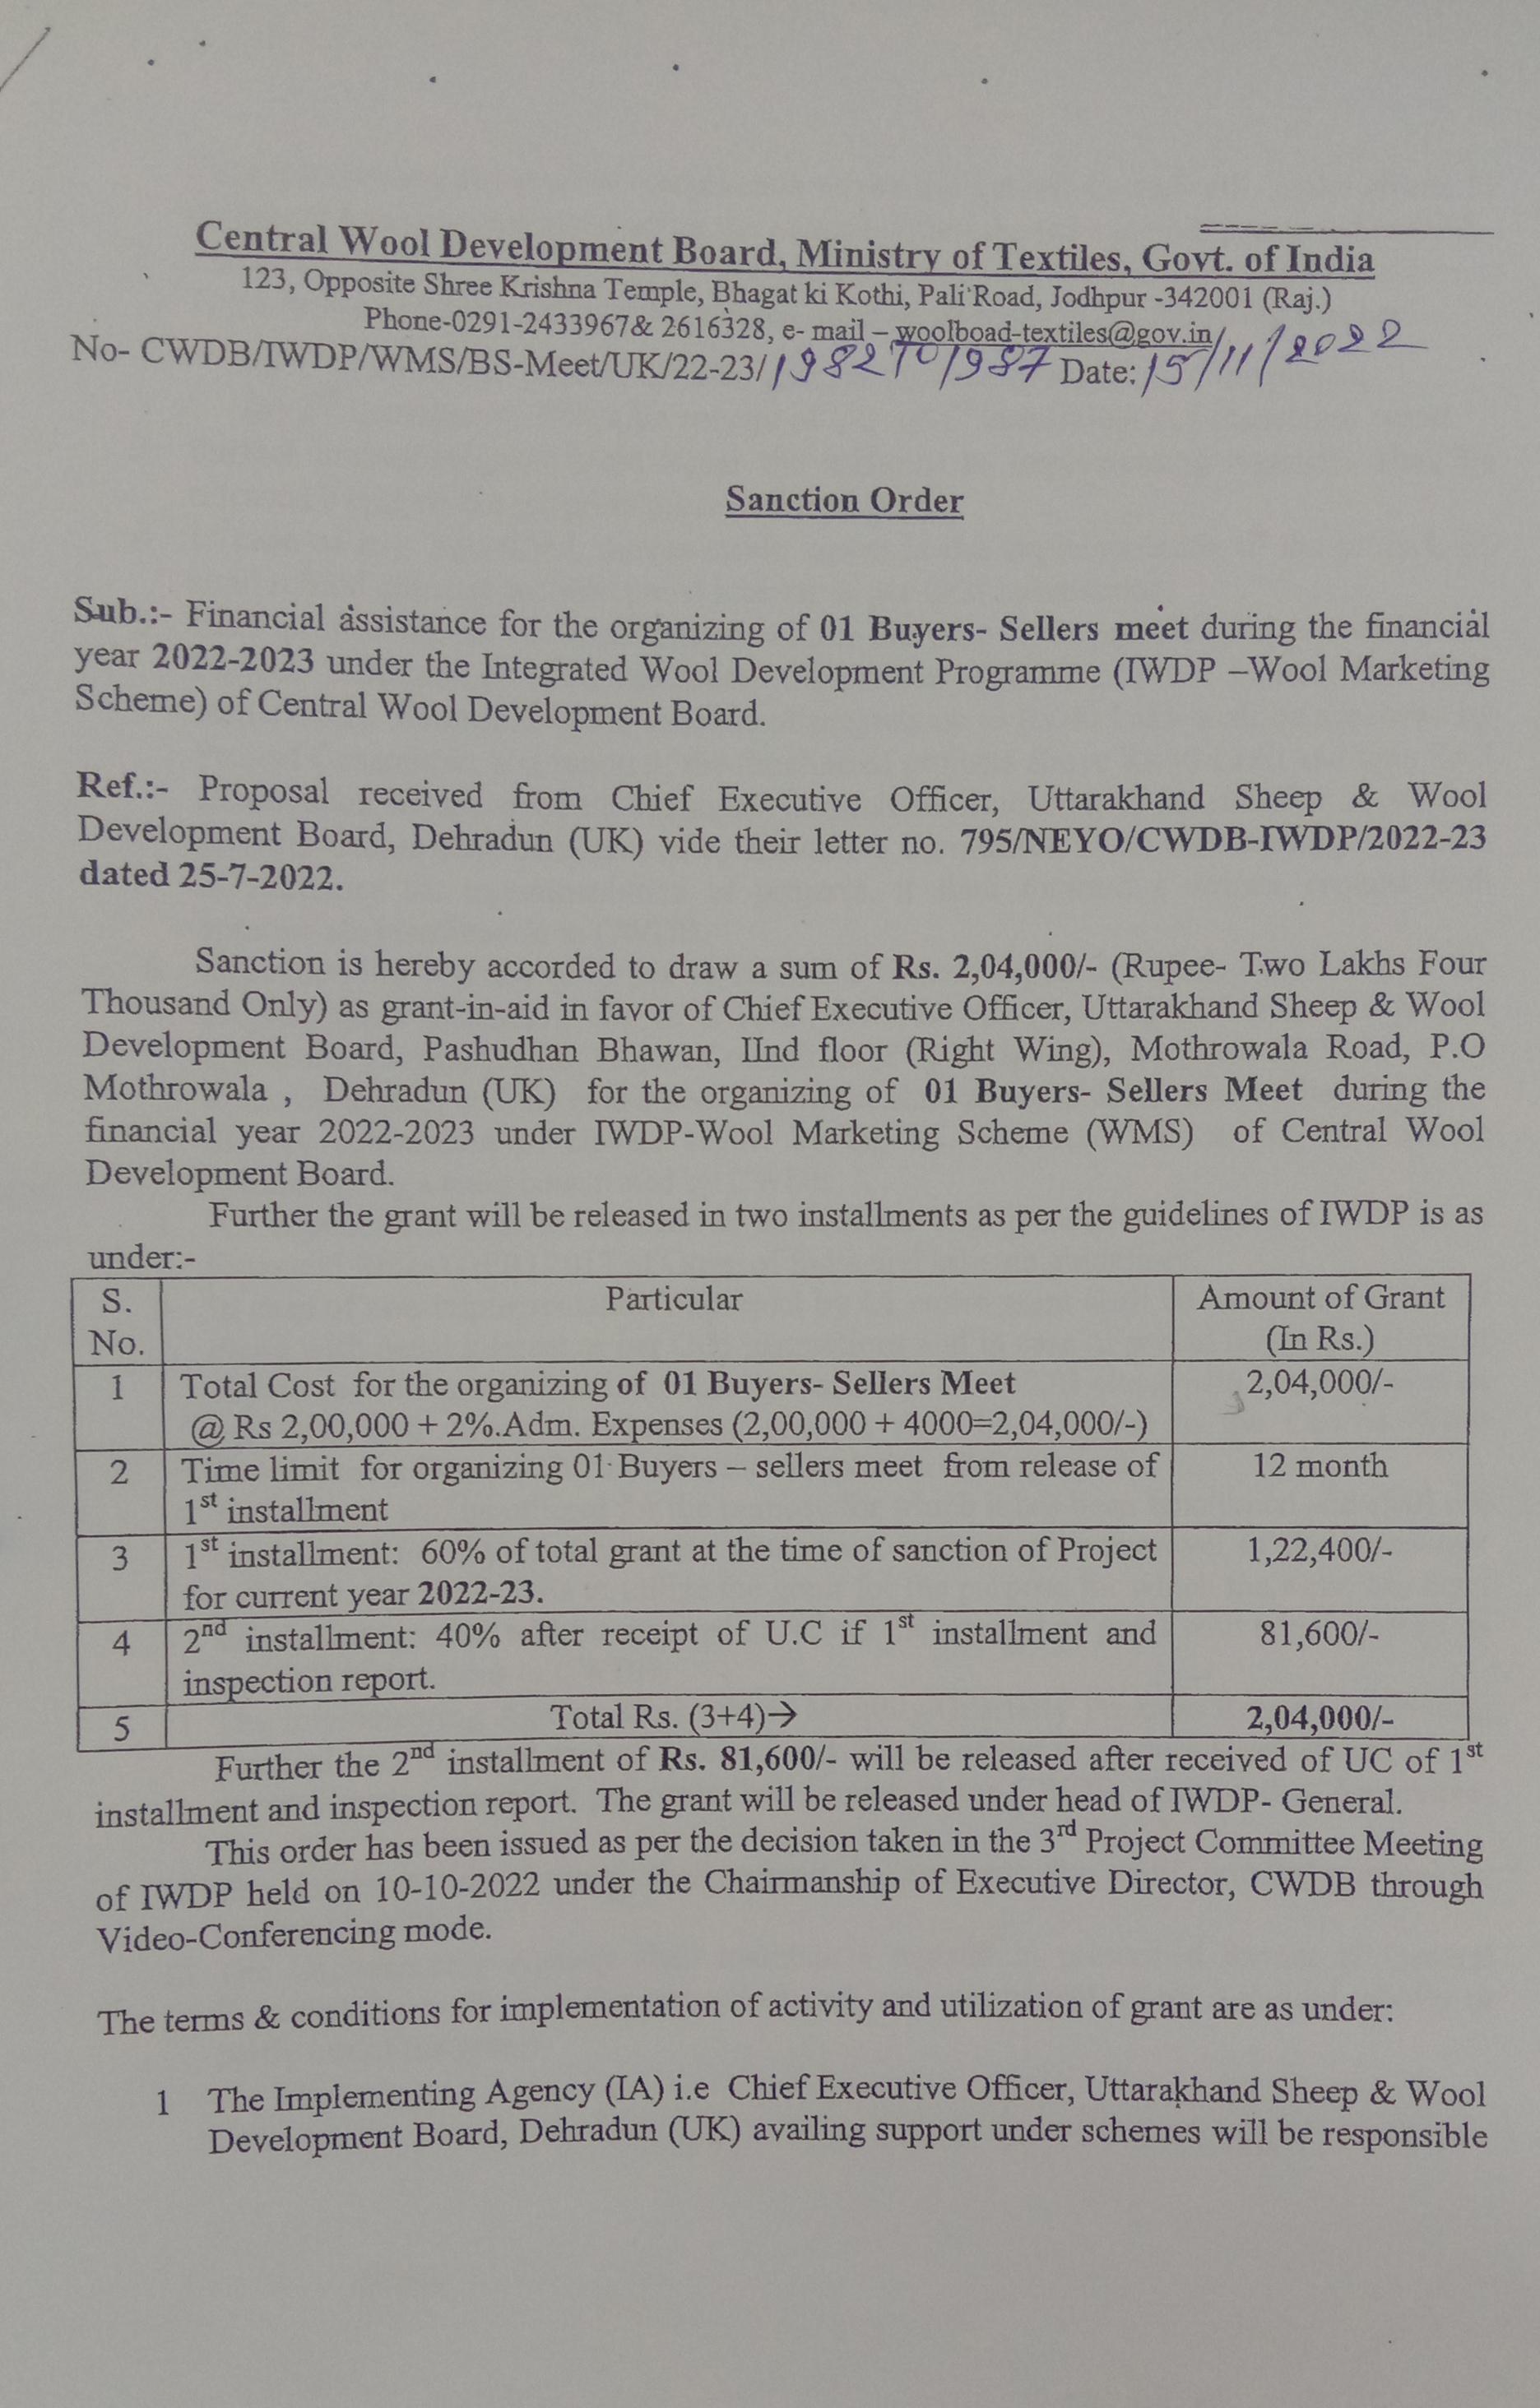 Central Wool Development Board, Ministry of Textiles, Govt. of India
123, Opposite Shree Krishna Temple, Bhagat ki Kothi, Pali Road, Jodhpur -342001 (Raj.)
Phone-0291-2433967& 2616328, e- mail – woolboad-textiles@gov.in/
No- CWDB/IWDP/WMS/BS-Meet/UK/22-23/1982 TO 1987 Date: 15/11/2022
Sanction Order
Sub.:- Financial assistance for the organizing of 01 Buyers- Sellers meet during the financial
year 2022-2023 under the Integrated Wool Development Programme (IWDP –Wool Marketing
Scheme) of Central Wool Development Board.
Ref.:- Proposal received from Chief Executive Officer, Uttarakhand Sheep & Wool
Development Board, Dehradun (UK) vide their letter no. 795/NEYO/CWDB-IWDP/2022-23
dated 25-7-2022.
Sanction is hereby accorded to draw a sum of Rs. 2,04,000/- (Rupee- Two Lakhs Four
Thousand Only) as grant-in-aid in favor of Chief Executive Officer, Uttarakhand Sheep & Wool
Development Board, Pashudhan Bhawan, IInd floor (Right Wing), Mothrowala Road, P.O
Mothrowala , Dehradun (UK) for the organizing of 01 Buyers- Sellers Meet during the
financial year 2022-2023 under IWDP-Wool Marketing Scheme (WMS) of Central Wool
Development Board.
Further the grant will be released in two installments as per the guidelines of IWDP is as
under:-
S. No. Particular Amount of Grant (In Rs.)
1 Total Cost for the organizing of 01 Buyers- Sellers Meet 2,04,000/-
@ Rs 2,00,000 + 2%.Adm. Expenses (2,00,000 + 4000=2,04,000/-)
2 Time limit for organizing 01 Buyers – sellers meet from release of 12 month
1st installment
3 1st installment: 60% of total grant at the time of sanction of Project 1,22,400/-
for current year 2022-23.
4 2nd installment: 40% after receipt of U.C if 1st installment and 81,600/-
inspection report.
5 Total Rs. (3+4)→ 2,04,000/-
Further the 2nd installment of Rs. 81,600/- will be released after received of UC of 1st
installment and inspection report. The grant will be released under head of IWDP- General.
This order has been issued as per the decision taken in the 3rd Project Committee Meeting
of IWDP held on 10-10-2022 under the Chairmanship of Executive Director, CWDB through
Video-Conferencing mode.
The terms & conditions for implementation of activity and utilization of grant are as under:
1 The Implementing Agency (IA) i.e Chief Executive Officer, Uttarakhand Sheep & Wool
Development Board, Dehradun (UK) availing support under schemes will be responsible